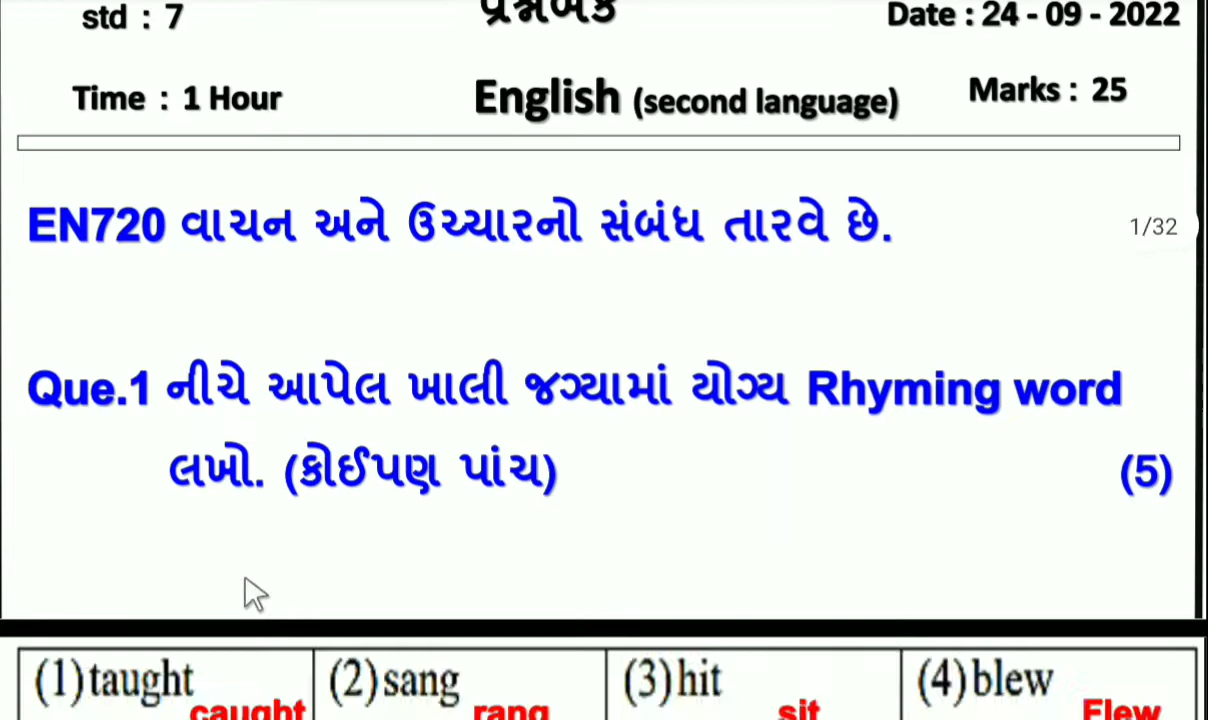 std : 7 પ્રશ્નબેંક Date : 24 - 09 - 2022
Time : 1 Hour English (second language) Marks : 25
EN720 વાચન અને ઉચ્ચારનો સંબંધ તારવે છે.
1/32
Que.1 નીચે આપેલ ખાલી જગ્યામાં યોગ્ય Rhyming word
લખો. (કોઈપણ પાંચ) (5)
(1)taught (2)sang (3)hit (4)blew
caught rang sit Flew